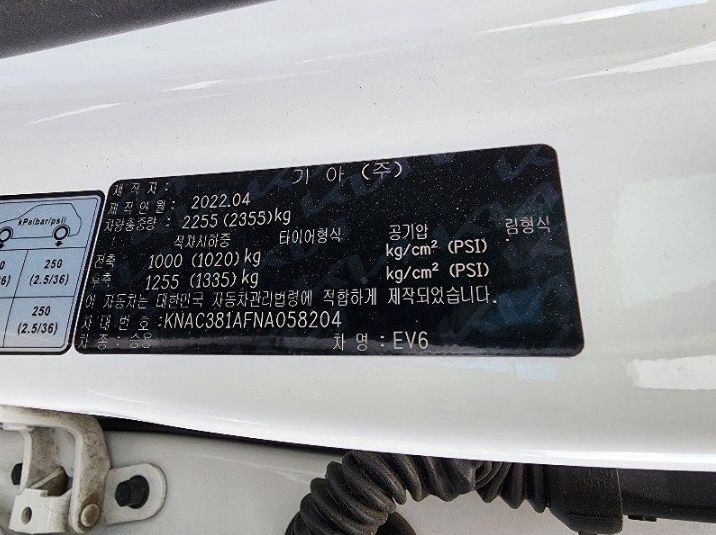 kPa(bar/psi)
250
(2.5/36)
250
(2.5/36)
제 작 자 : 기 아 (주)
제 작 연 월 : 2022.04
차량총중량 : 2255 (2355)kg
적차시하중 타이어형식 공기압 림형식
전축 1000 (1020) kg kg/cm² (PSI)
후축 1255 (1335) kg kg/cm² (PSI)
이 자동차는 대한민국 자동차관리법령에 적합하게 제작되었습니다.
차 대 번 호 :KNAC381AFNA058204
차 종 : 승용 차 명 : EV6